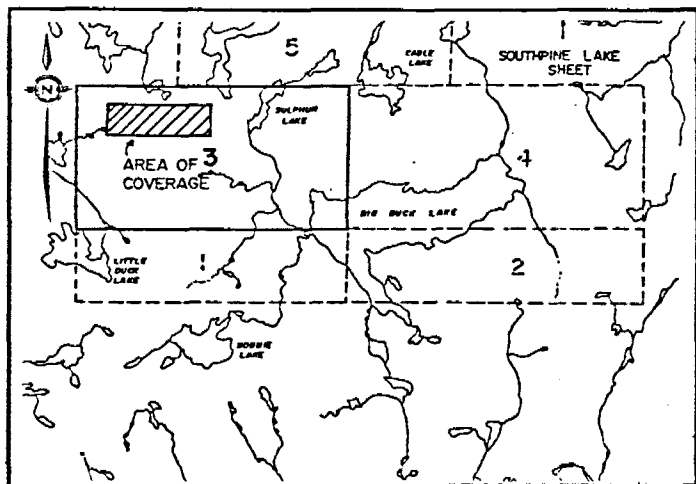 5
CABLE
LAKE
SOUTHPINE LAKE
SHEET
N
SULPHUR
LAKE
3
AREA OF
COVERAGE
4
BIG DUCK LAKE
LITTLE
DUCK
LAKE
1
2
LAKE